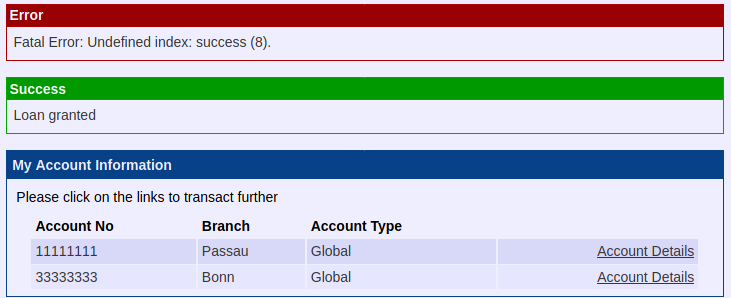 Error
Fatal Error: Undefined index: success (8).
Success
Loan granted
My Account Information
Please click on the links to transact further
Account No Branch Account Type
11111111 Passau Global Account Details
33333333 Bonn Global Account Details